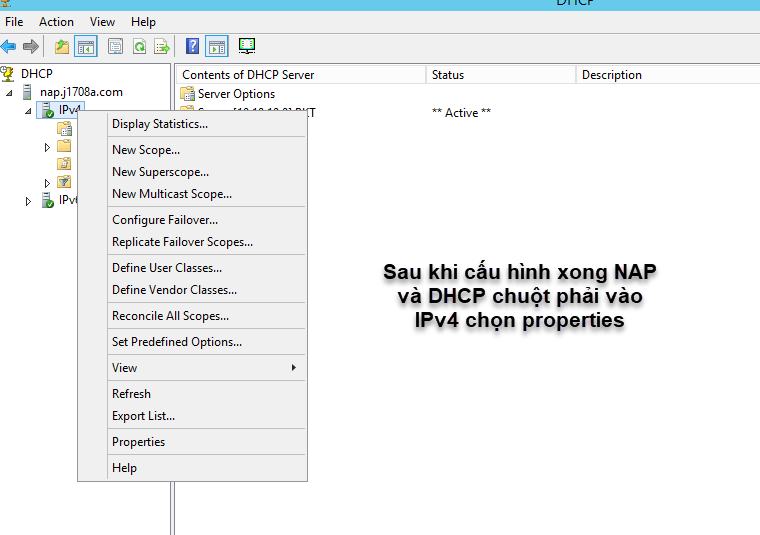 DHCP
File Action View Help
DHCP
nap.j1708a.com
IPv4
Contents of DHCP Server Status Description
Server Options
** Active **
Display Statistics...
New Scope...
New Superscope...
New Multicast Scope...
Configure Failover...
Replicate Failover Scopes...
Define User Classes...
Define Vendor Classes...
Reconcile All Scopes...
Set Predefined Options...
View
Refresh
Export List...
Properties
Help
Sau khi cấu hình xong NAP
và DHCP chuột phải vào
IPv4 chọn properties